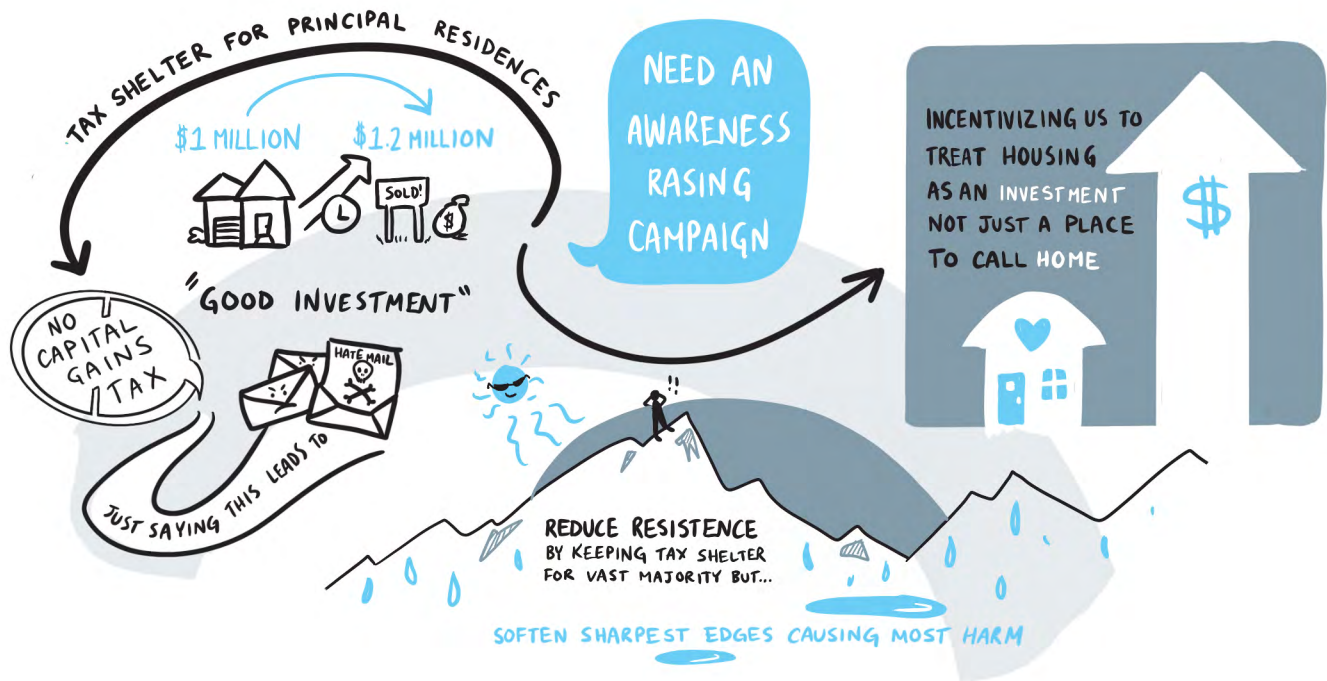 TAX SHELTER FOR PRINCIPAL RESIDENCES
$1 MILLION
$1.2 MILLION
SOLD!
$
"GOOD INVESTMENT"
NO
CAPITAL
GAINS
TAX
HATE MAIL
JUST SAYING THIS LEADS TO
NEED AN
AWARENESS
RASING
CAMPAIGN
INCENTIVIZING US TO
TREAT HOUSING
AS AN INVESTMENT
NOT JUST A PLACE
TO CALL HOME
$
!!
REDUCE RESISTENCE
BY KEEPING TAX SHELTER
FOR VAST MAJORITY BUT...
SOFTEN SHARPEST EDGES CAUSING MOST HARM